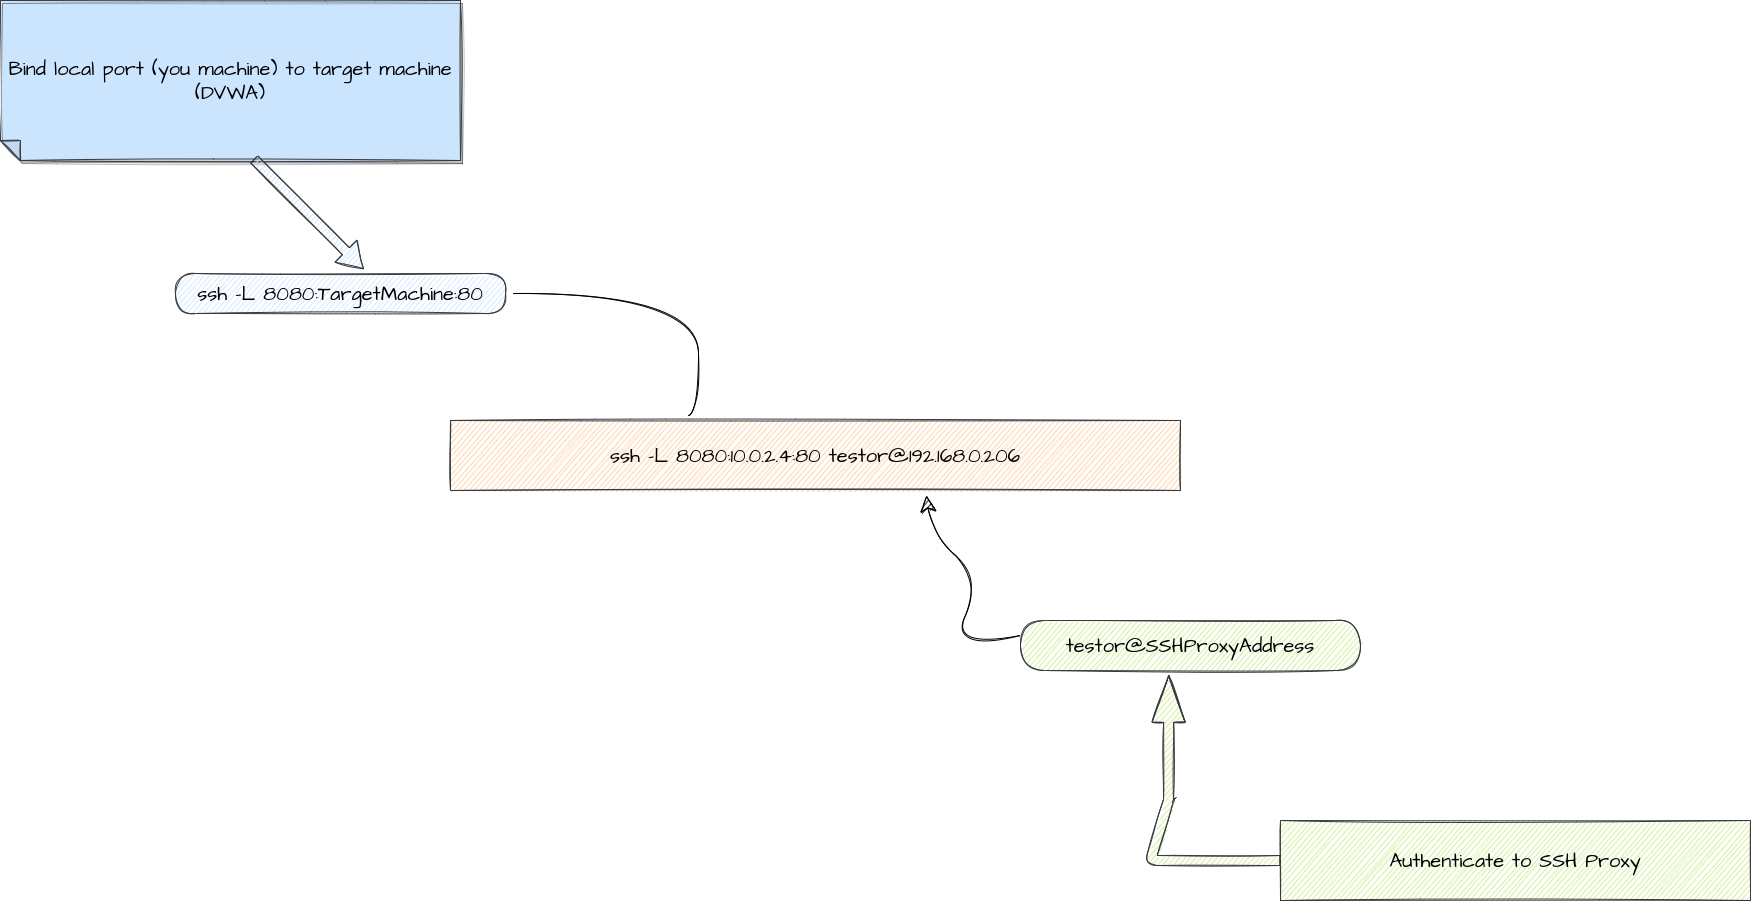 Bind local port (you machine) to target machine
(DVWA)
ssh -L 8080:TargetMachine:80
ssh -L 8080:10.0.2.4:80 testor@192.168.0.206
testor@SSHProxyAddress
Authenticate to SSH Proxy